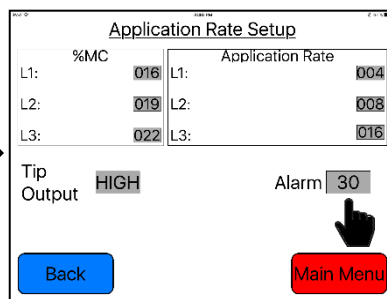 Application Rate Setup
%MC
L1: 016
L2: 019
L3: 022
Application Rate
L1: 004
L2: 008
L3: 016
Tip Output HIGH
Alarm 30
Back
Main Menu